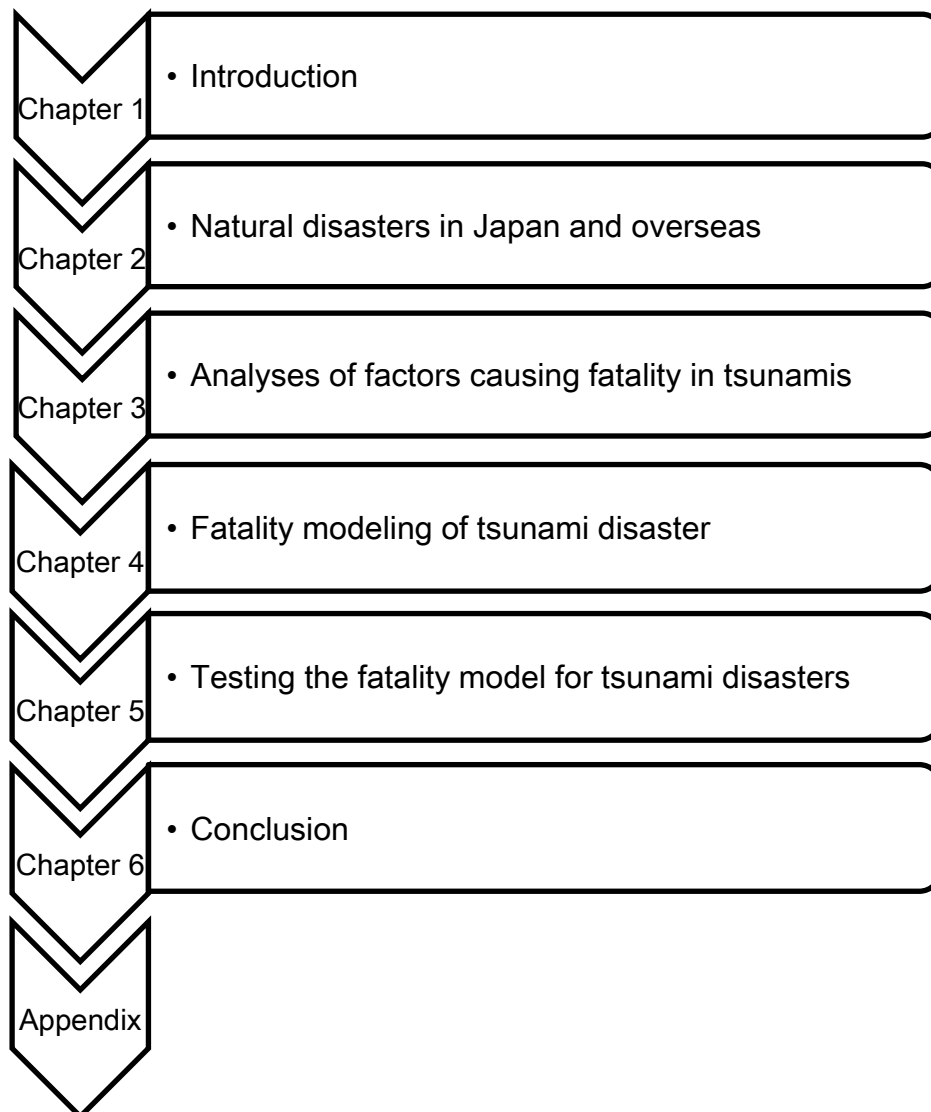 Chapter 1
• Introduction
Chapter 2
• Natural disasters in Japan and overseas
Chapter 3
• Analyses of factors causing fatality in tsunamis
Chapter 4
• Fatality modeling of tsunami disaster
Chapter 5
• Testing the fatality model for tsunami disasters
Chapter 6
• Conclusion
Appendix